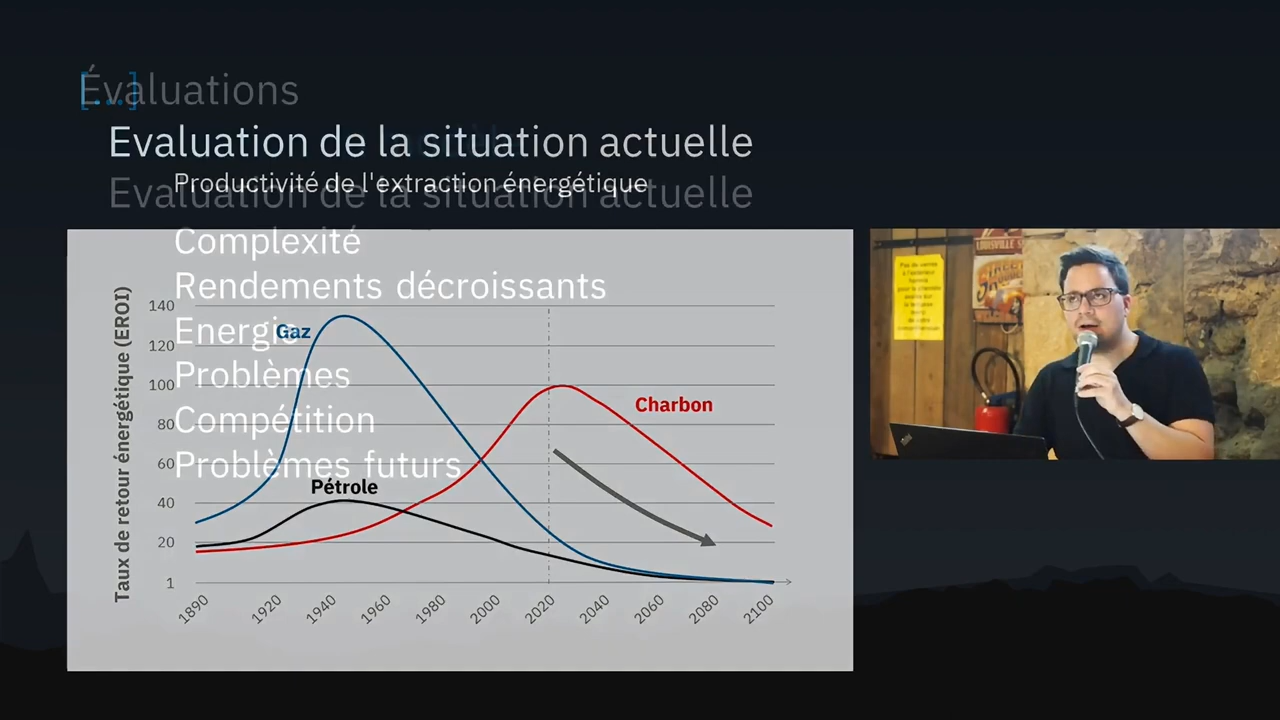 [...]
Évaluations
Evaluation de la situation actuelle
Productivité de l'extraction énergétique
Evaluation de la situation actuelle
Complexité
Rendements décroissants
Energie
Problèmes
Compétition
Problèmes futurs
Taux de retour énergétique (EROI)
140
120
100
80
60
40
20
1
Gaz
Charbon
Pétrole
1890
1920
1940
1960
1980
2000
2020
2040
2060
2080
2100
LOUISVILLE S
STREET